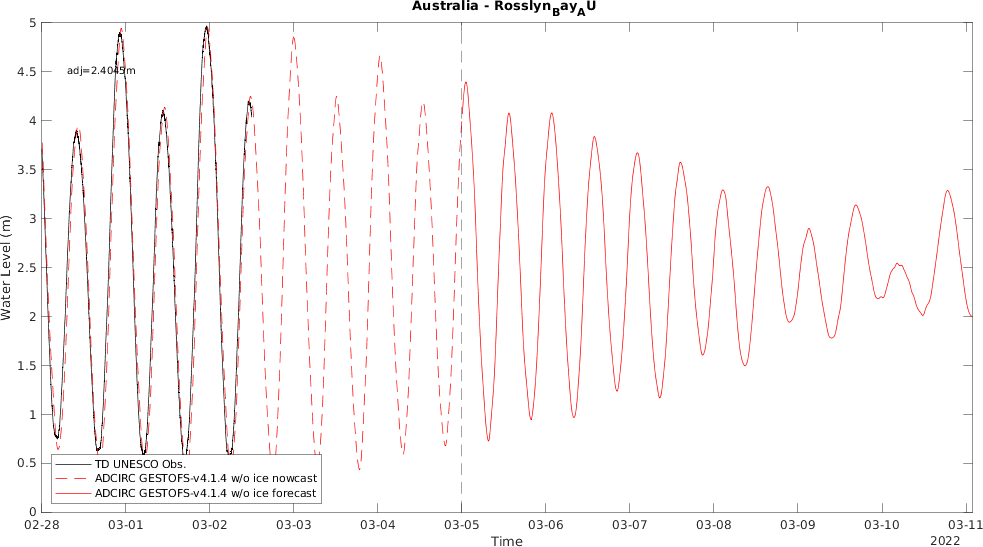 Australia - Rosslyn_Bay_AU
5
4.5
4
3.5
3
2.5
2
1.5
1
0.5
0
adj=2.4045m
Water Level (m)
TD UNESCO Obs.
ADCIRC GESTOFS-v4.1.4 w/o ice nowcast
ADCIRC GESTOFS-v4.1.4 w/o ice forecast
02-28 03-01 03-02 03-03 03-04 03-05 03-06 03-07 03-08 03-09 03-10 03-11
Time
2022